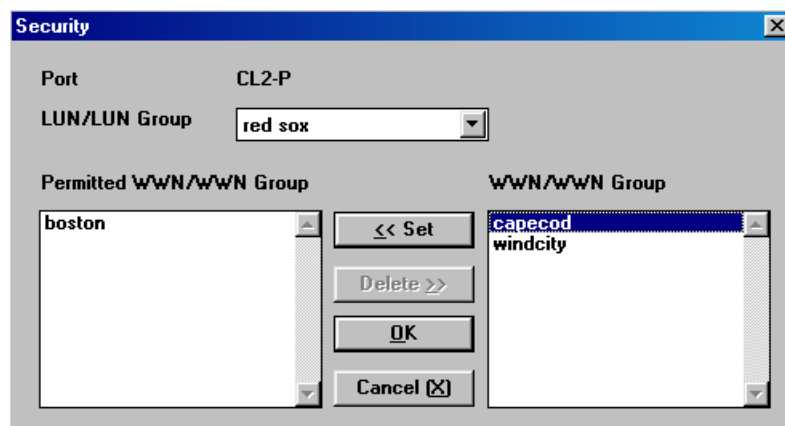 Security
Port CL2-P
LUN/LUN Group red sox
Permitted WWN/WWN Group WWN/WWN Group
boston
<< Set
Delete >>
OK
Cancel (X)
capecod
windcity